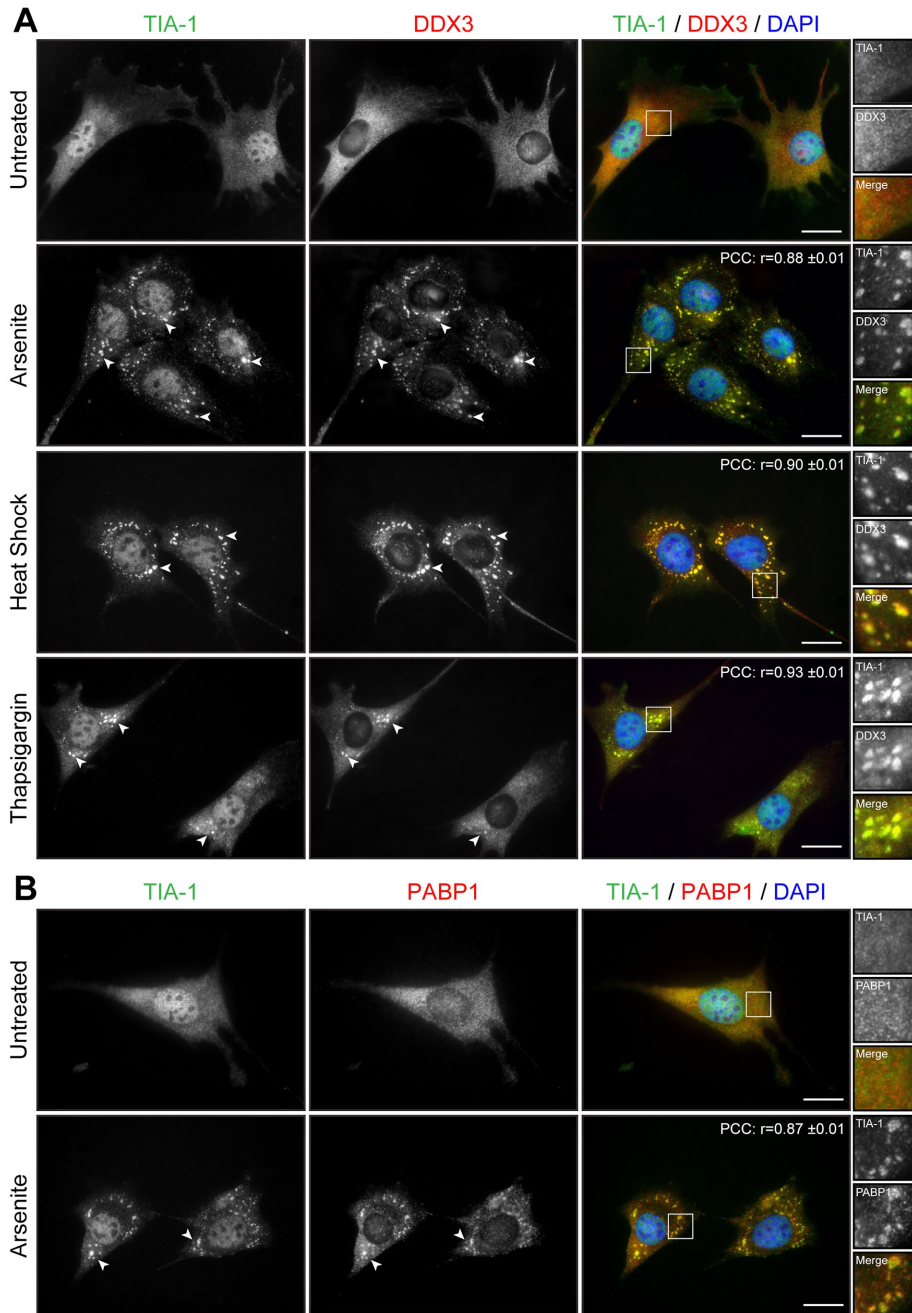 A
TIA-1
DDX3
TIA-1 / DDX3 / DAPI
Untreated
TIA-1
DDX3
Merge
Arsenite
PCC: r=0.88 ±0.01
TIA-1
DDX3
Merge
Heat Shock
PCC: r=0.90 ±0.01
TIA-1
DDX3
Merge
Thapsigargin
PCC: r=0.93 ±0.01
TIA-1
DDX3
Merge
B
TIA-1
PABP1
TIA-1 / PABP1 / DAPI
Untreated
TIA-1
PABP1
Merge
Arsenite
PCC: r=0.87 ±0.01
TIA-1
PABP1
Merge